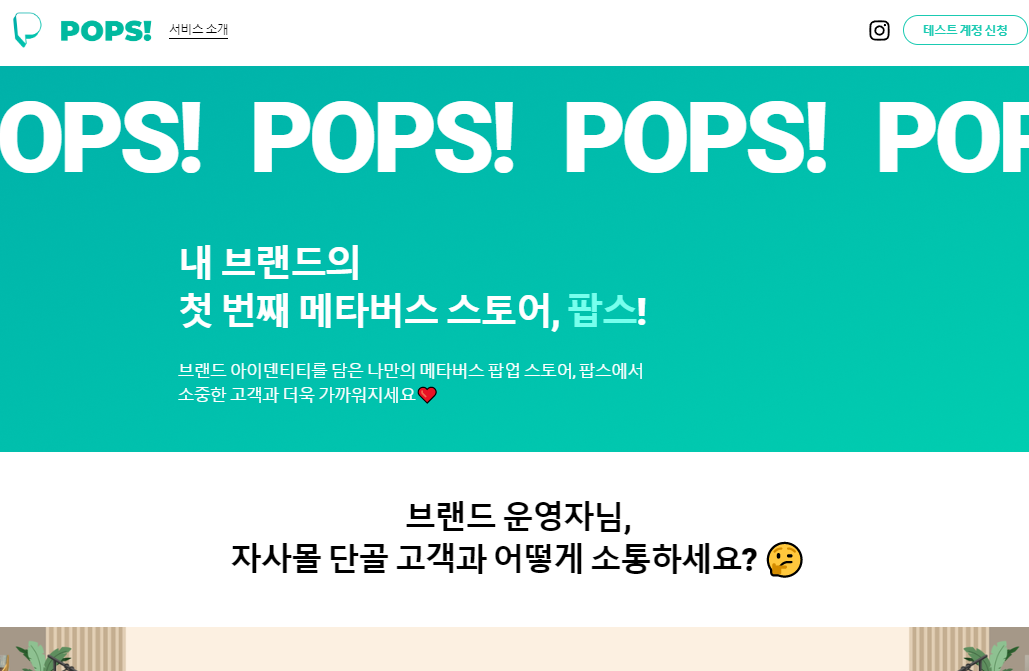 POPS!
서비스 소개
테스트 계정 신청
OPS! POPS! POPS! POP
내 브랜드의
첫 번째 메타버스 스토어, 팝스!
브랜드 아이덴티티를 담은 나만의 메타버스 팝업 스토어, 팝스에서
소중한 고객과 더욱 가까워지세요❤️
브랜드 운영자님,
자사몰 단골 고객과 어떻게 소통하세요? 🤔